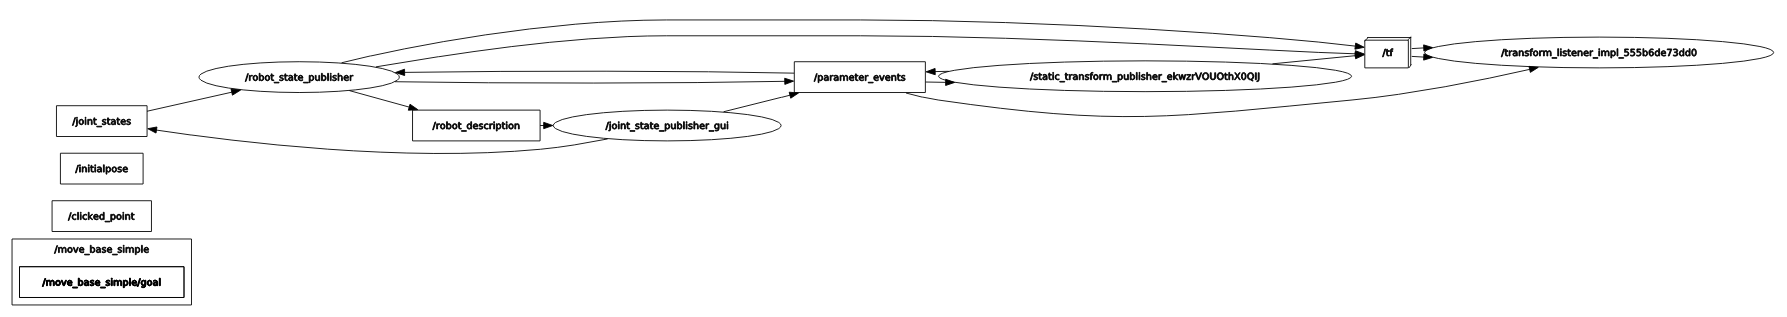 /robot_state_publisher
/parameter_events
/static_transform_publisher_ekwzrVOUOthX0QIJ
/tf
/transform_listener_impl_555b6de73dd0
/joint_states
/robot_description
/joint_state_publisher_gui
/initialpose
/clicked_point
/move_base_simple
/move_base_simple/goal